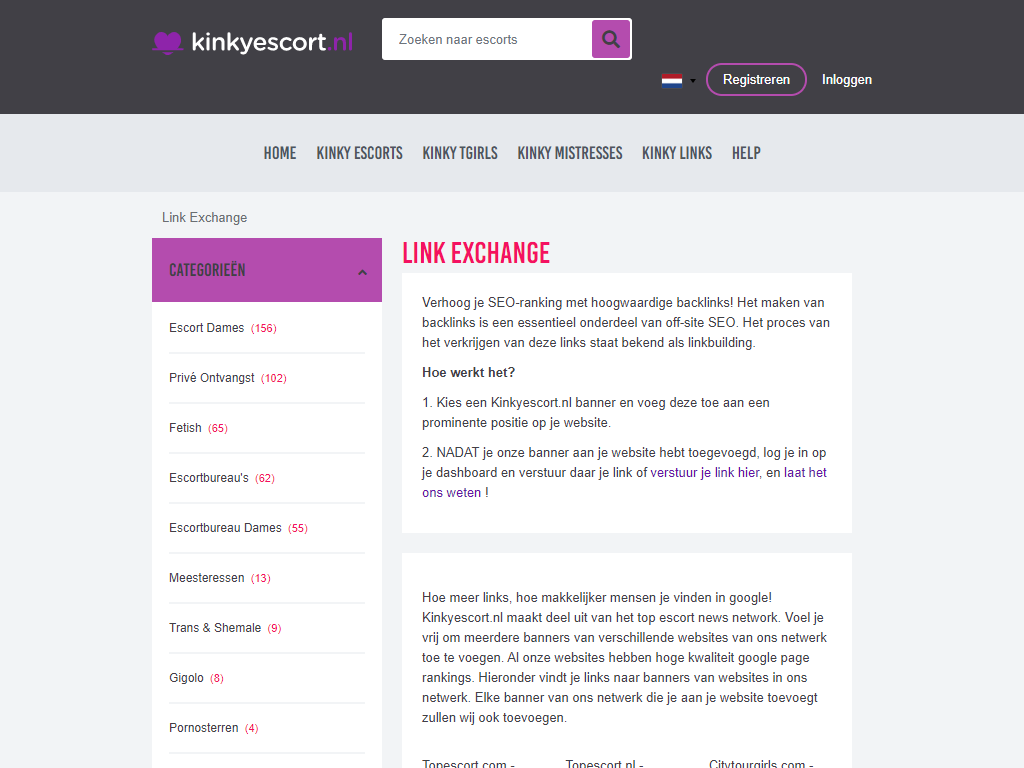 kinkyescort.nl
Zoeken naar escorts
Registreren
Inloggen
HOME KINKY ESCORTS KINKY TGIRLS KINKY MISTRESSES KINKY LINKS HELP
Link Exchange
CATEGORIEËN
Escort Dames (156)
Privé Ontvangst (102)
Fetish (65)
Escortbureau's (62)
Escortbureau Dames (55)
Meesteressen (13)
Trans & Shemale (9)
Gigolo (8)
Pornosterren (4)
LINK EXCHANGE
Verhoog je SEO-ranking met hoogwaardige backlinks! Het maken van
backlinks is een essentieel onderdeel van off-site SEO. Het proces van
het verkrijgen van deze links staat bekend als linkbuilding.
Hoe werkt het?
1. Kies een Kinkyescort.nl banner en voeg deze toe aan een
prominente positie op je website.
2. NADAT je onze banner aan je website hebt toegevoegd, log je in op
je dashboard en verstuur daar je link of verstuur je link hier, en laat het
ons weten !
Hoe meer links, hoe makkelijker mensen je vinden in google!
Kinkyescort.nl maakt deel uit van het top escort news network. Voel je
vrij om meerdere banners van verschillende websites van ons netwerk
toe te voegen. Al onze websites hebben hoge kwaliteit google page
rankings. Hieronder vindt je links naar banners van websites in ons
netwerk. Elke banner van ons netwerk die je aan je website toevoegt
zullen wij ook toevoegen.
Topescort.com - Topescort.nl - Citytourgirls.com -